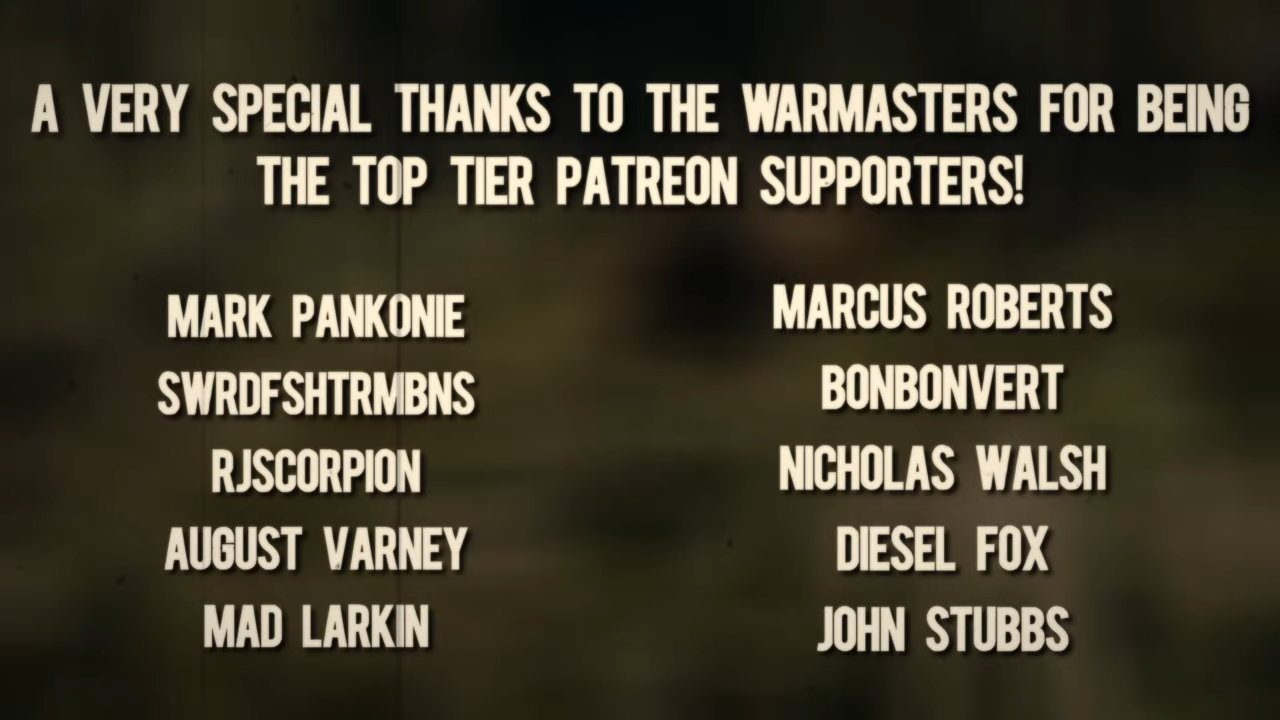 A VERY SPECIAL THANKS TO THE WARMASTERS FOR BEING
THE TOP TIER PATREON SUPPORTERS!
MARK PANKONIE
SWRDFSHTRMBNS
RJSCORPION
AUGUST VARNEY
MAD LARKIN
MARCUS ROBERTS
BONBONVERT
NICHOLAS WALSH
DIESEL FOX
JOHN STUBBS